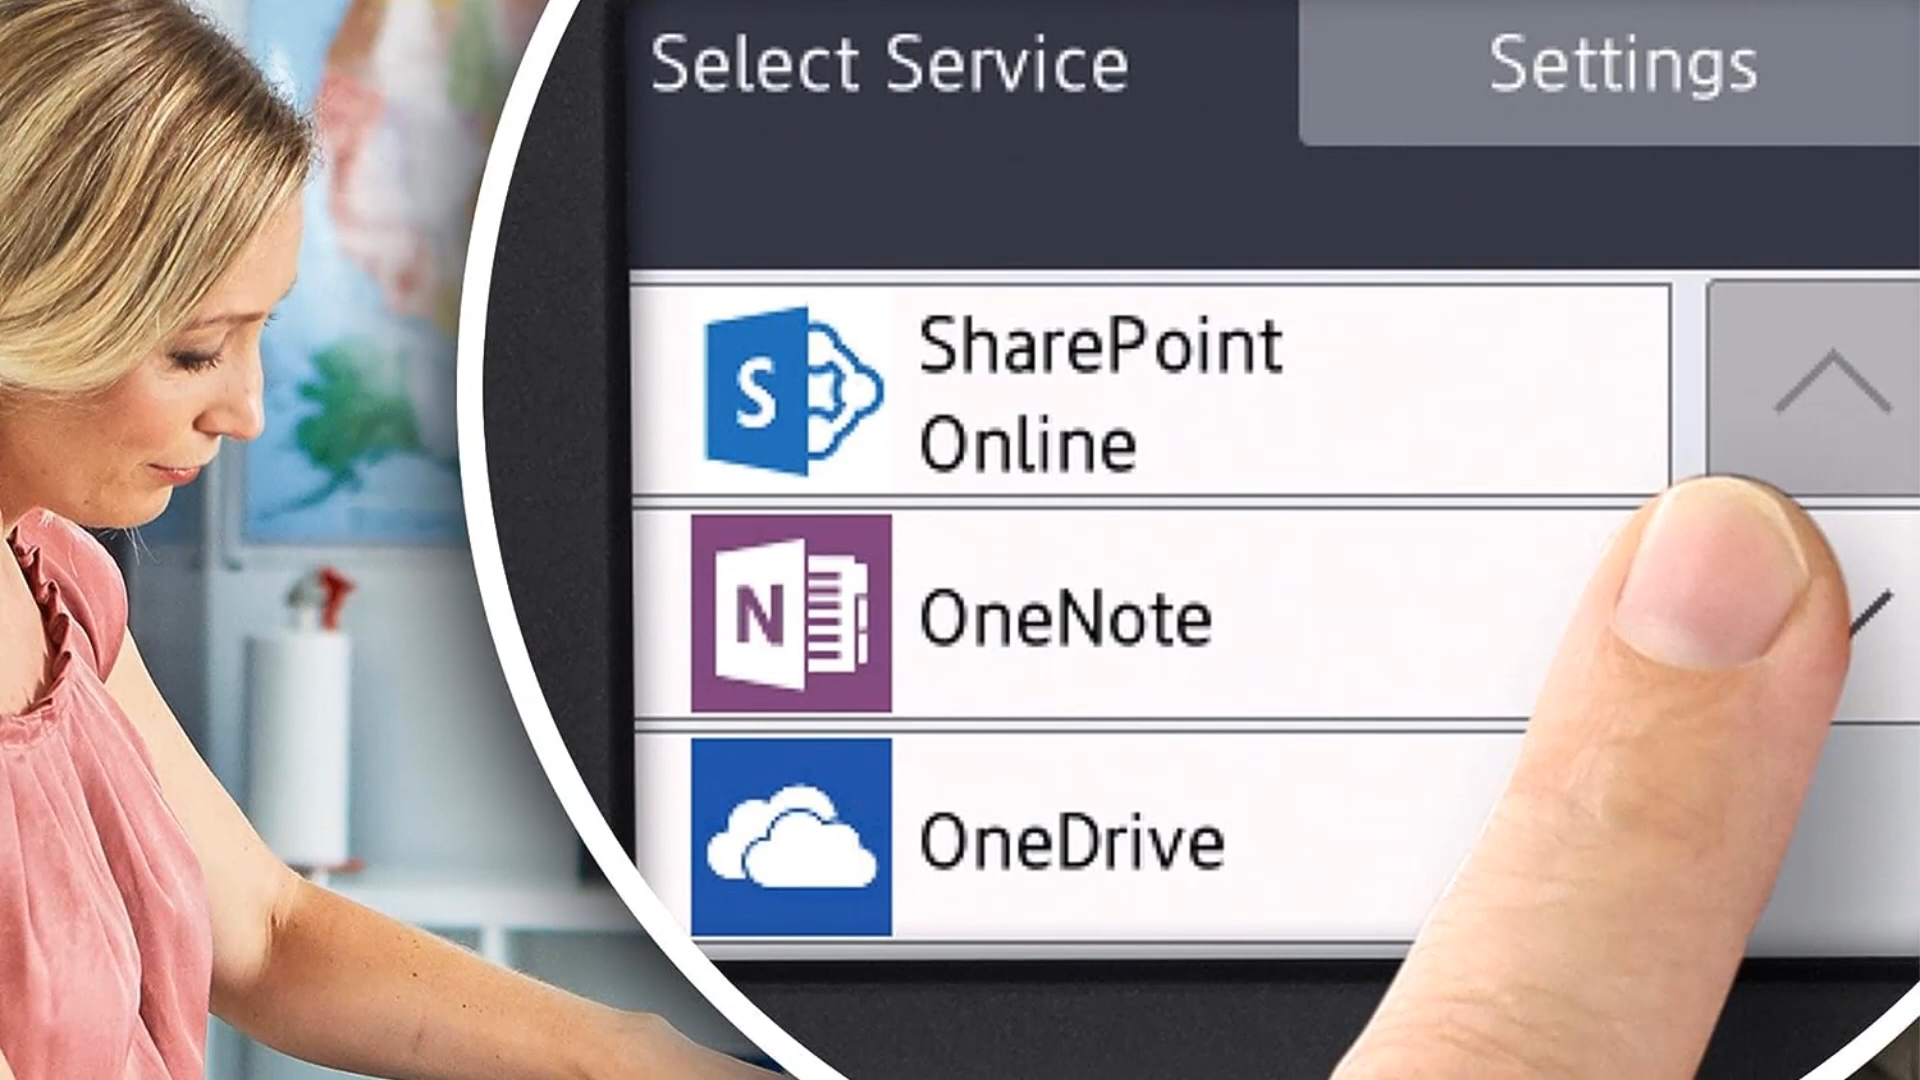 Select Service
Settings
S
SharePoint
Online
N
OneNote
OneDrive